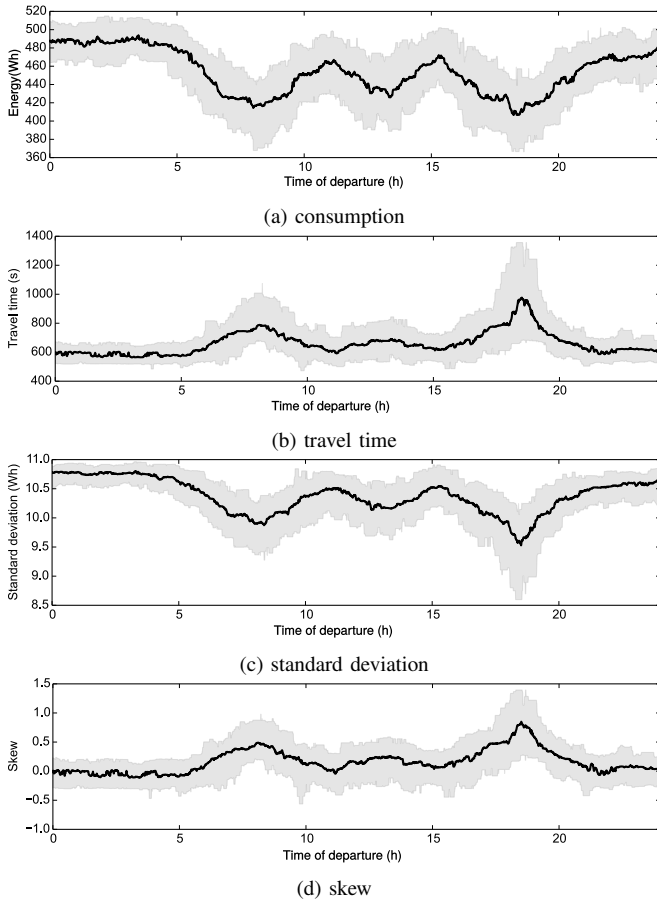 520
500
480
460
440
420
400
380
360
Energy(Wh)
0 5 10 15 20
Time of departure (h)
(a) consumption
1400
1200
1000
800
600
400
Travel time (s)
0 5 10 15 20
Time of departure (h)
(b) travel time
11.0
10.5
10.0
9.5
9.0
8.5
Standard deviation (Wh)
0 5 10 15 20
Time of departure (h)
(c) standard deviation
1.5
1.0
0.5
0.0
−0.5
−1.0
Skew
0 5 10 15 20
Time of departure (h)
(d) skew